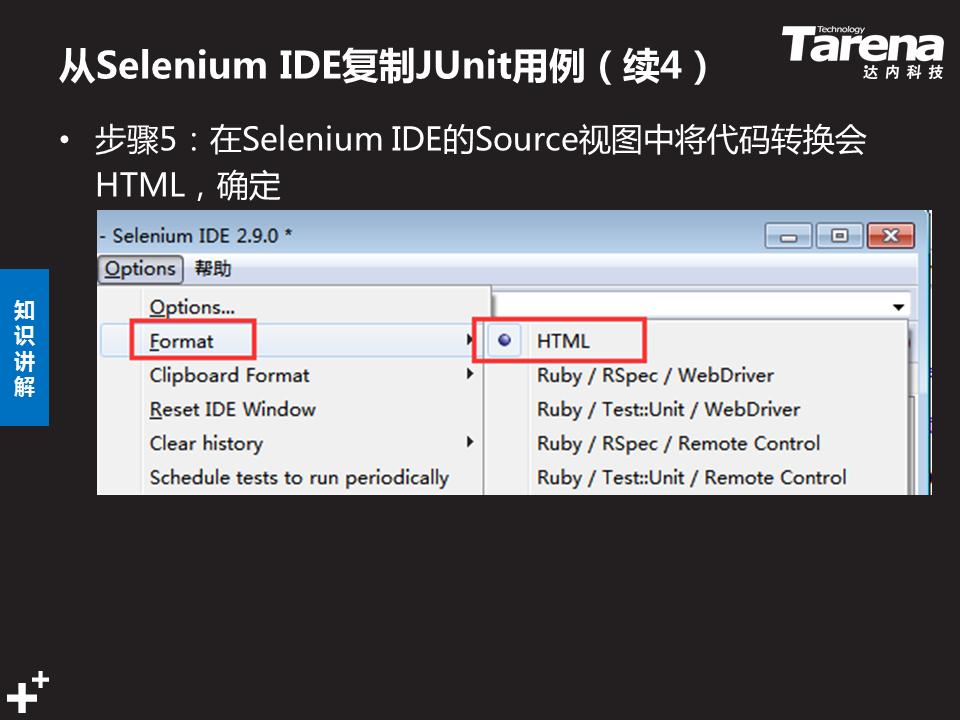 从Selenium IDE复制JUnit用例（续4）
Technology
Tarena
达内科技
• 步骤5：在Selenium IDE的Source视图中将代码转换会
HTML，确定
知识讲解
- Selenium IDE 2.9.0 *
Options 帮助
Options...
Format
HTML
Clipboard Format
Ruby / RSpec / WebDriver
Reset IDE Window
Ruby / Test::Unit / WebDriver
Clear history
Ruby / RSpec / Remote Control
Schedule tests to run periodically
Ruby / Test::Unit / Remote Control